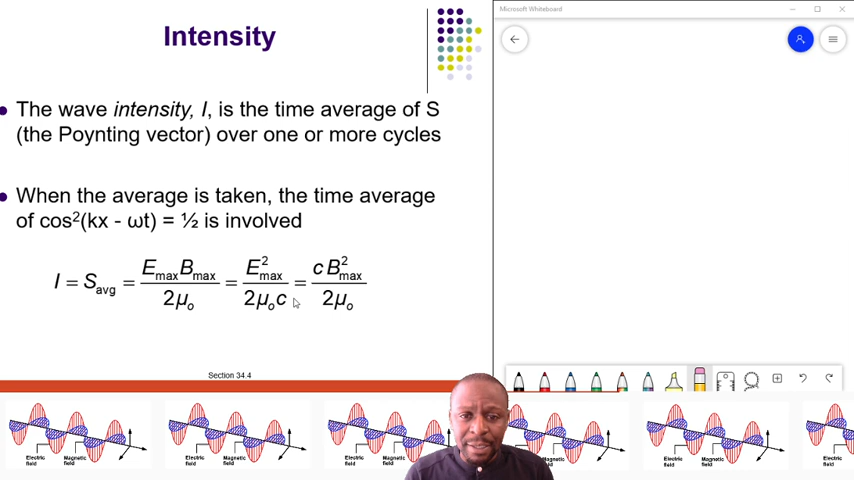 Intensity
Microsoft Whiteboard
• The wave intensity, I, is the time average of S
(the Poynting vector) over one or more cycles
• When the average is taken, the time average
of cos²(kx - ωt) = ½ is involved
I = S_avg = E_max B_max / 2μ_o = E²_max / 2μ_o c = c B²_max / 2μ_o
Section 34.4
Electric field Magnetic field
Electric field Magnetic field
Electric field Magnetic field
Magnetic field
Electric field Magnetic field
Electric field